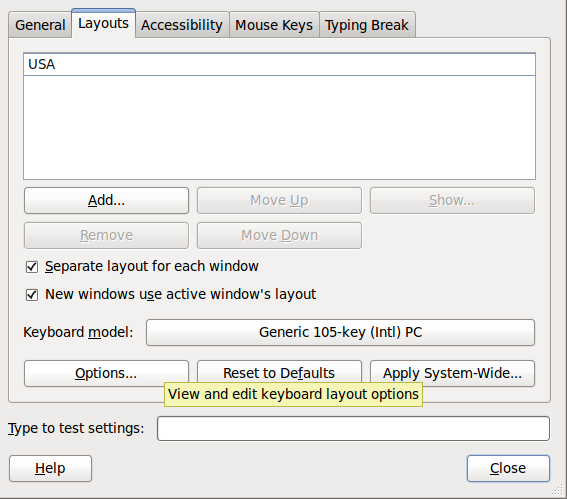 General Layouts Accessibility Mouse Keys Typing Break
USA
Add... Move Up Show...
Remove Move Down
Separate layout for each window
New windows use active window's layout
Keyboard model: Generic 105-key (Intl) PC
Options... Reset to Defaults Apply System-Wide...
View and edit keyboard layout options
Type to test settings:
Help Close